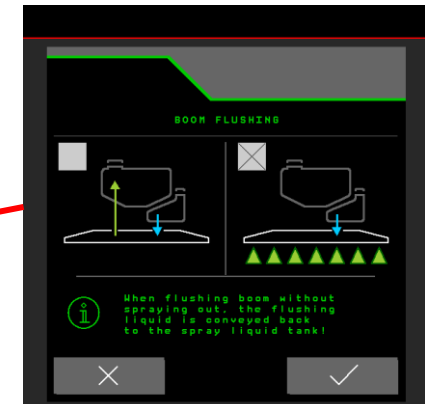 BOOM FLUSHING
When flushing boom without
spraying out, the flushing
liquid is conveyed back
to the spray liquid tank!